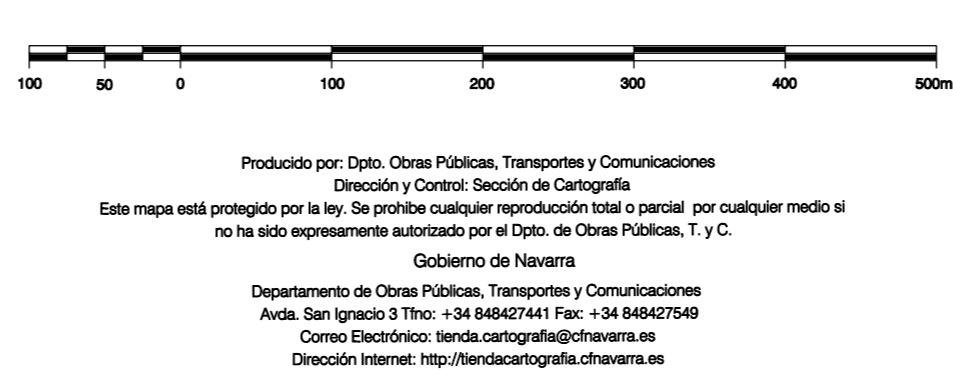 100 50 0 100 200 300 400 500m
Producido por: Dpto. Obras Públicas, Transportes y Comunicaciones
Dirección y Control: Sección de Cartografía
Este mapa está protegido por la ley. Se prohibe cualquier reproducción total o parcial por cualquier medio si
no ha sido expresamente autorizado por el Dpto. de Obras Públicas, T. y C.
Gobierno de Navarra
Departamento de Obras Públicas, Transportes y Comunicaciones
Avda. San Ignacio 3 Tfno: +34 848427441 Fax: +34 848427549
Correo Electrónico: tienda.cartografia@cfnavarra.es
Dirección Internet: http://tiendacartografia.cfnavarra.es